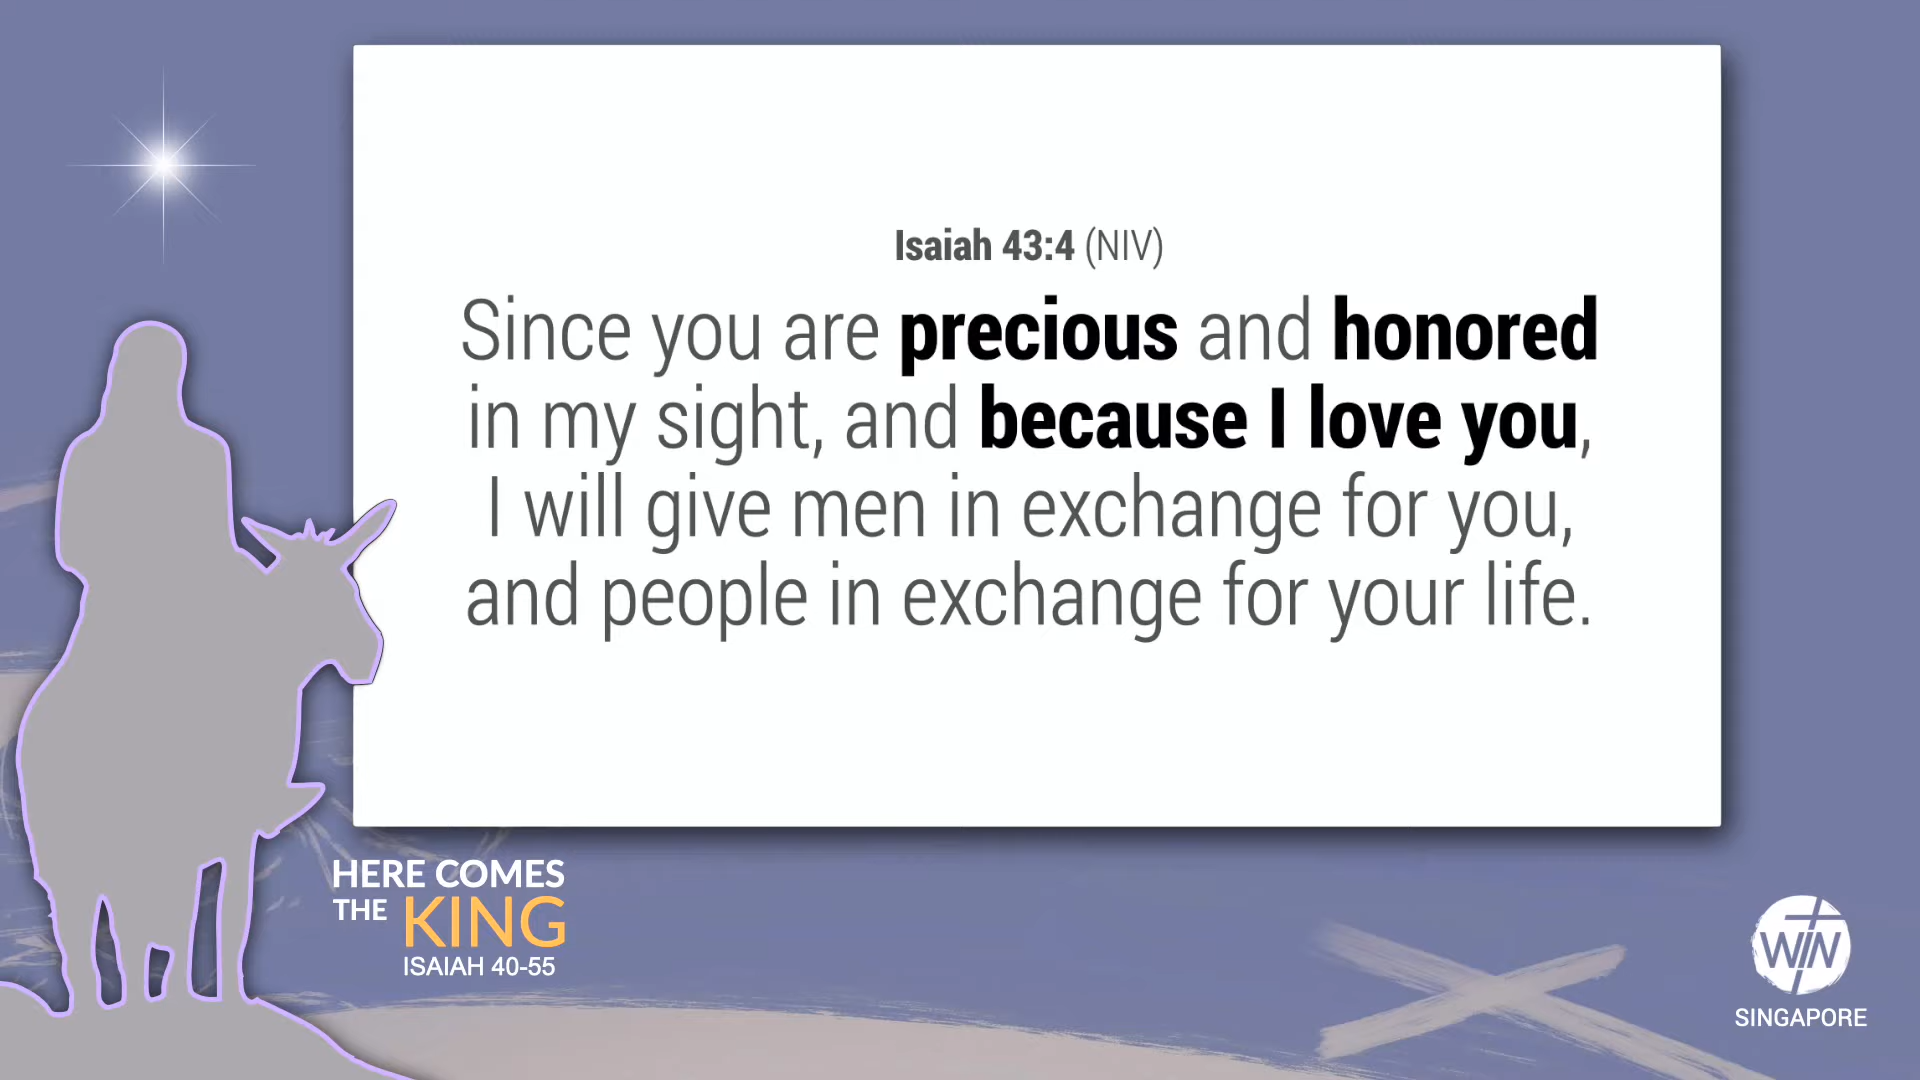 Isaiah 43:4 (NIV)
Since you are precious and honored
in my sight, and because I love you,
I will give men in exchange for you,
and people in exchange for your life.
HERE COMES
THE KING
ISAIAH 40-55
WIN
SINGAPORE